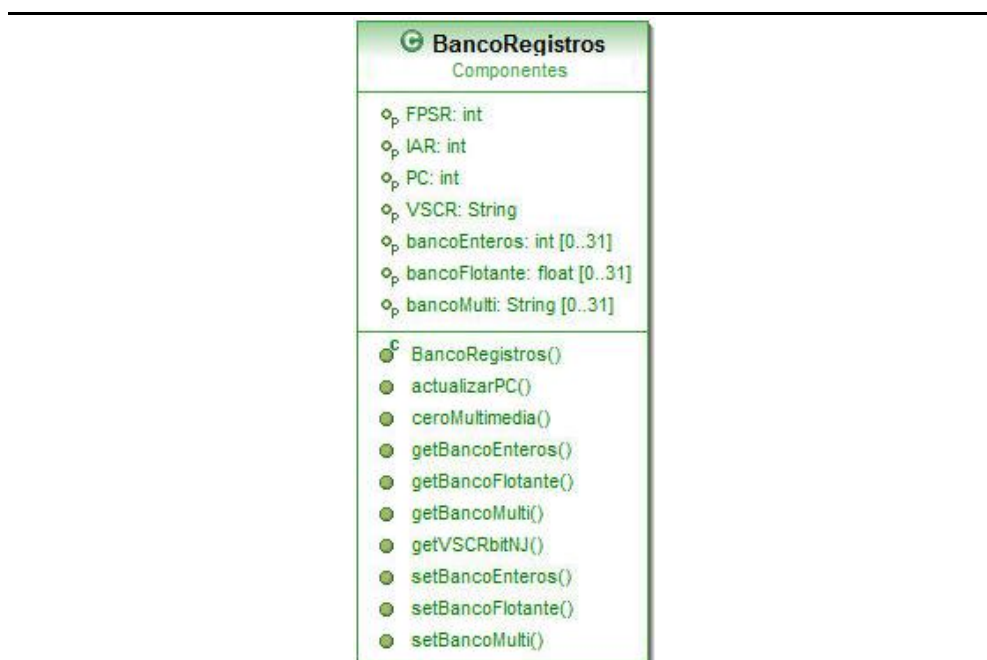 BancoRegistros
Componentes
FPSR: int
IAR: int
PC: int
VSCR: String
bancoEnteros: int [0..31]
bancoFlotante: float [0..31]
bancoMulti: String [0..31]
BancoRegistros()
actualizarPC()
ceroMultimedia()
getBancoEnteros()
getBancoFlotante()
getBancoMulti()
getVSCRbitNJ()
setBancoEnteros()
setBancoFlotante()
setBancoMulti()